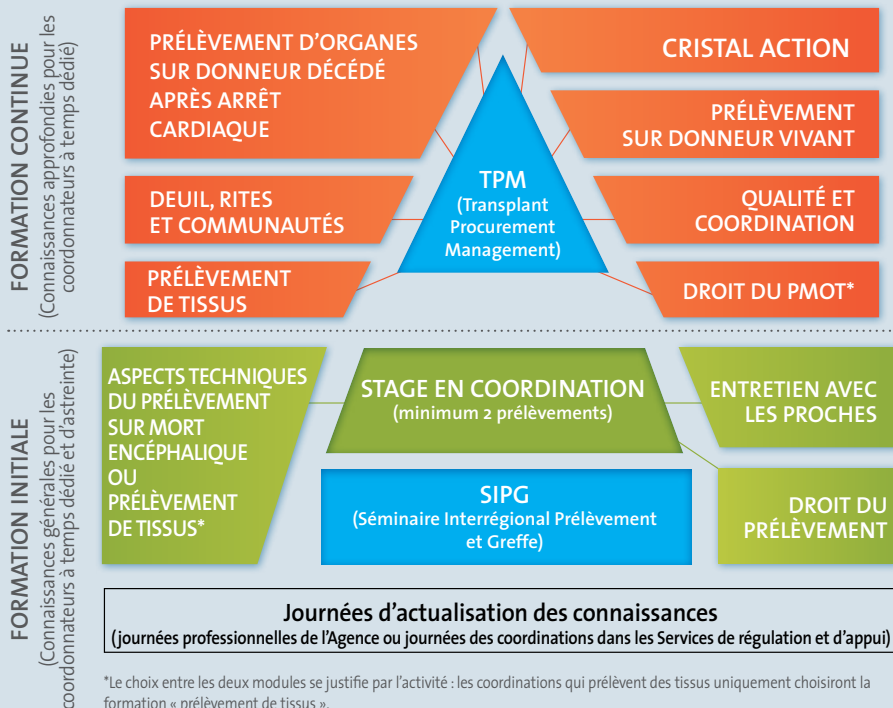 FORMATION CONTINUE
(Connaissances approfondies pour les
coordonnateurs à temps dédié)
PRÉLÈVEMENT D'ORGANES
SUR DONNEUR DÉCÉDÉ
APRÈS ARRÊT
CARDIAQUE
DEUIL, RITES
ET COMMUNAUTÉS
PRÉLÈVEMENT
DE TISSUS
TPM
(Transplant
Procurement
Management)
CRISTAL ACTION
PRÉLÈVEMENT
SUR DONNEUR VIVANT
QUALITÉ ET
COORDINATION
DROIT DU PMOT*
FORMATION INITIALE
(Connaissances générales pour les
coordonnateurs à temps dédié et d'astreinte)
ASPECTS TECHNIQUES
DU PRÉLÈVEMENT
SUR MORT
ENCÉPHALIQUE
OU
PRÉLÈVEMENT
DE TISSUS*
STAGE EN COORDINATION
(minimum 2 prélèvements)
SIPG
(Séminaire Interrégional Prélèvement
et Greffe)
ENTRETIEN AVEC
LES PROCHES
DROIT DU
PRÉLÈVEMENT
Journées d'actualisation des connaissances
(journées professionnelles de l'Agence ou journées des coordinations dans les Services de régulation et d'appui)
*Le choix entre les deux modules se justifie par l'activité : les coordinations qui prélèvent des tissus uniquement choisiront la
formation « prélèvement de tissus ».